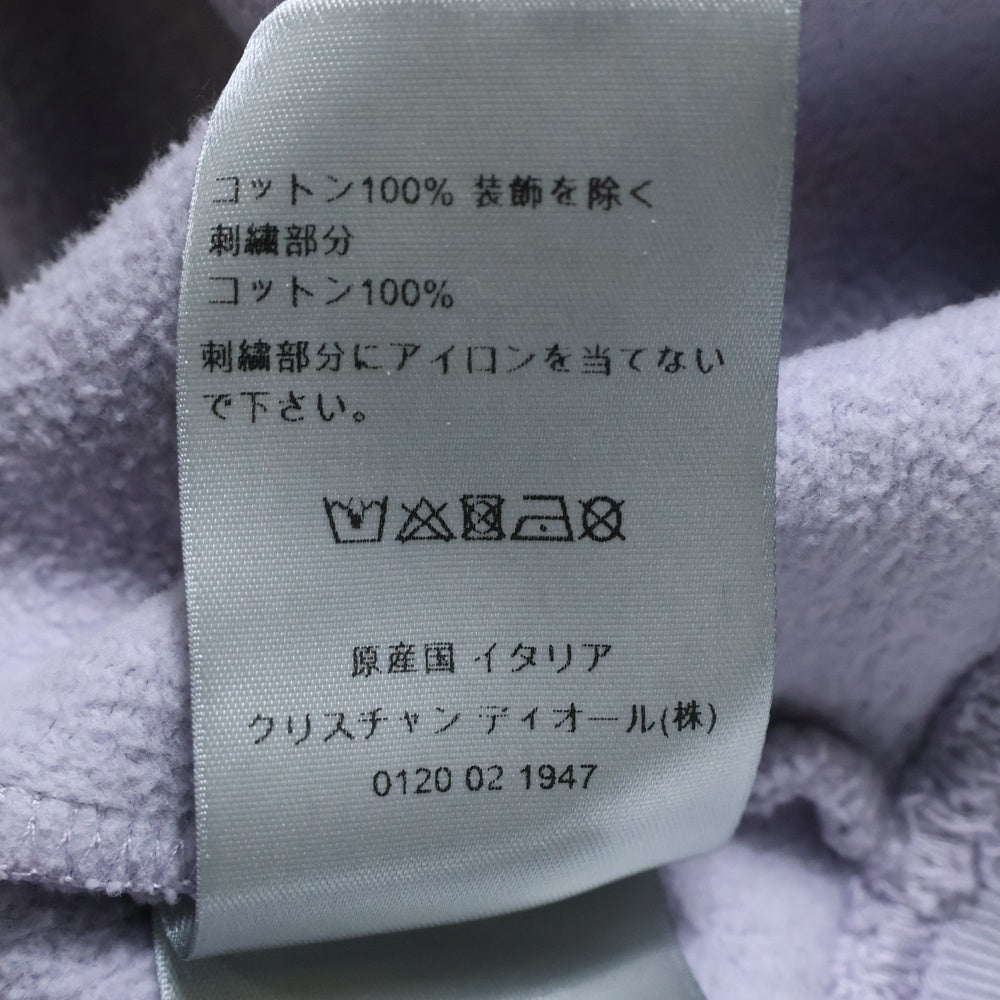 コットン100% 装飾を除く
刺繍部分
コットン100%
刺繍部分にアイロンを当てない
で下さい。
原産国 イタリア
クリスチャン ディオール(株)
0120 02 1947